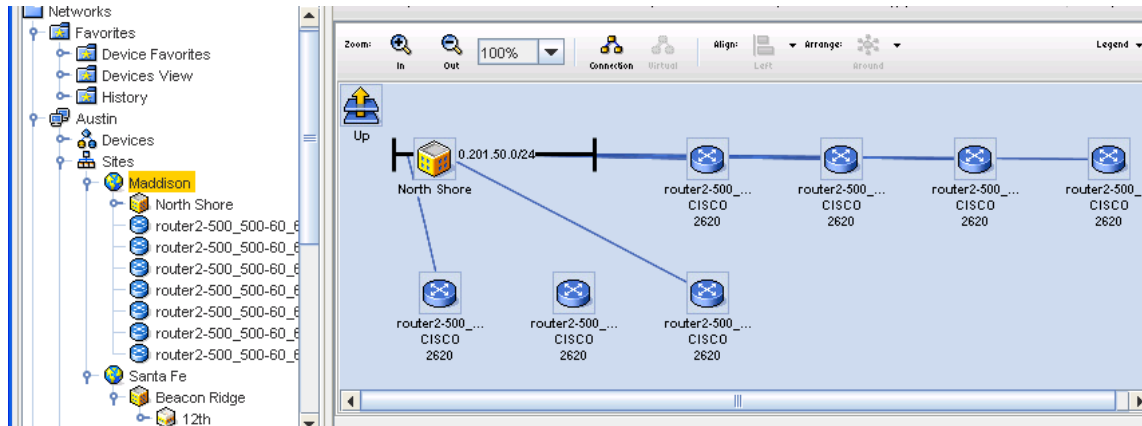 Networks
Favorites
Device Favorites
Devices View
History
Austin
Devices
Sites
Maddison
North Shore
router2-500_500-60_6
router2-500_500-60_6
router2-500_500-60_6
router2-500_500-60_6
router2-500_500-60_6
router2-500_500-60_6
router2-500_500-60_6
Santa Fe
Beacon Ridge
12th
Zoom: In Out 100% Connection Virtual Align: Left Arrange: Around Legend
Up
0.201.50.0/24
North Shore
router2-500_...
CISCO
2620
router2-500_...
CISCO
2620
router2-500_...
CISCO
2620
router2-500_
CISCO
2620
router2-500_...
CISCO
2620
router2-500_...
CISCO
2620
router2-500_...
CISCO
2620